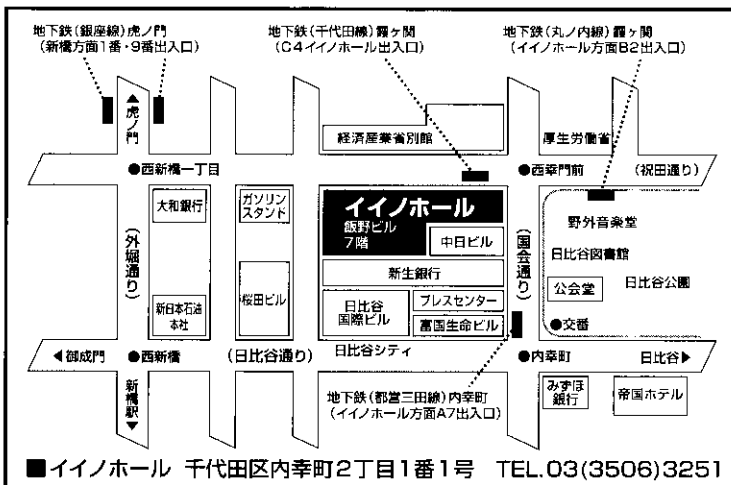 地下鉄(銀座線)虎ノ門
(新橋方面1番・9番出入口)
地下鉄(千代田線)霞ヶ関
(C4イイノホール出入口)
地下鉄(丸ノ内線)霞ヶ関
(イイノホール方面B2出入口)
▲虎ノ門
経済産業省別館
厚生労働省
●西新橋一丁目
●西幸門前
(祝田通り)
大和銀行
ガソリン
スタンド
イイノホール
飯野ビル
7階
中日ビル
野外音楽堂
(外堀通り)
(国会通り)
日比谷図書館
新生銀行
公会堂
日比谷公園
新日本石油
本社
桜田ビル
日比谷
国際ビル
プレスセンター
富国生命ビル
●交番
◀御成門
●西新橋
(日比谷通り)
日比谷シティ
●内幸町
日比谷▶
新橋駅▼
地下鉄(都営三田線)内幸町
(イイノホール方面A7出入口)
みずほ
銀行
帝国ホテル
■イイノホール 千代田区内幸町2丁目1番1号 TEL.03(3506)3251